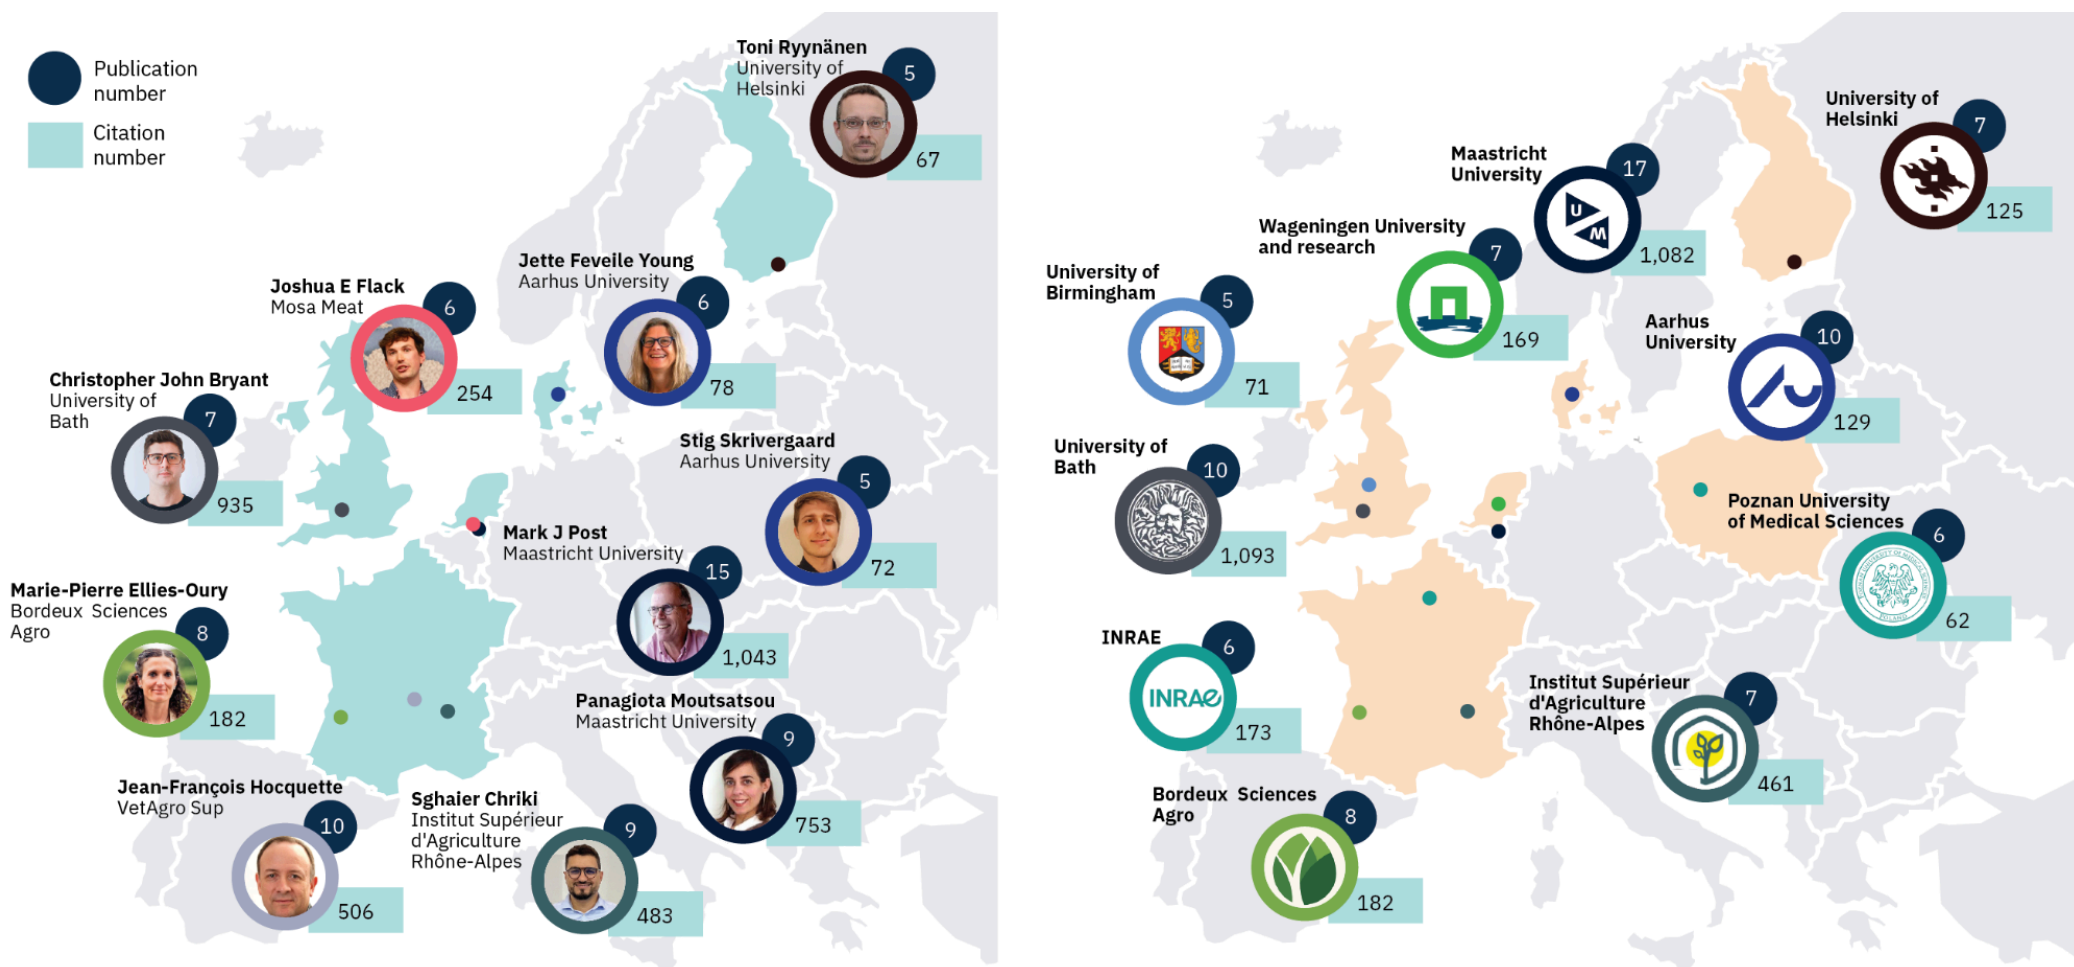 Publication
number
Citation
number
Toni Ryynänen
University of
Helsinki
5
67
Jette Feveile Young
Aarhus University
6
78
Joshua E Flack
Mosa Meat
6
254
Christopher John Bryant
University of
Bath
7
935
Stig Skrivergaard
Aarhus University
5
72
Mark J Post
Maastricht University
15
1,043
Marie-Pierre Ellies-Oury
Bordeux Sciences
Agro
8
182
Panagiota Moutsatsou
Maastricht University
9
753
Jean-François Hocquette
VetAgro Sup
10
506
Sghaier Chriki
Institut Supérieur
d'Agriculture
Rhône-Alpes
9
483
University of
Helsinki
7
125
Maastricht
University
17
U
M
1,082
Wageningen University
and research
7
169
University of
Birmingham
5
71
Aarhus
University
10
129
University of
Bath
10
1,093
Poznan University
of Medical Sciences
6
62
INRAE
6
INRAE
173
Institut Supérieur
d'Agriculture
Rhône-Alpes
7
461
Bordeux Sciences
Agro
8
182